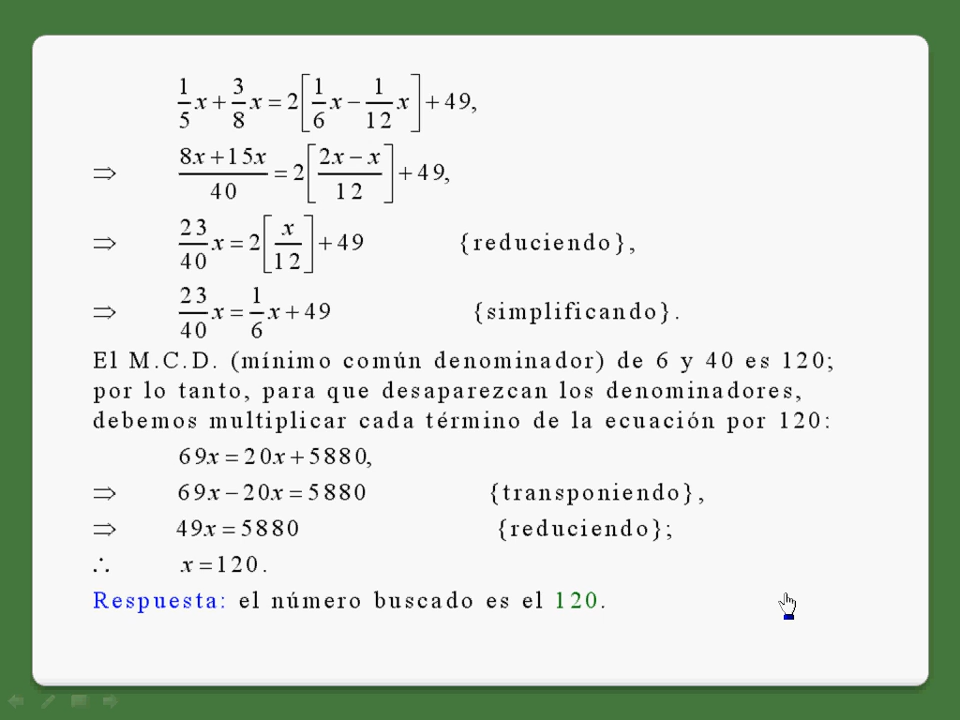 1/5 x + 3/8 x = 2[1/6 x − 1/12 x] + 49,
⇒ (8x + 15x)/40 = 2[(2x − x)/12] + 49,
⇒ 23/40 x = 2[x/12] + 49 {reduciendo},
⇒ 23/40 x = 1/6 x + 49 {simplificando}.
El M.C.D. (mínimo común denominador) de 6 y 40 es 120;
por lo tanto, para que desaparezcan los denominadores,
debemos multiplicar cada término de la ecuación por 120:
69x = 20x + 5880,
⇒ 69x − 20x = 5880 {transponiendo},
⇒ 49x = 5880 {reduciendo};
∴ x = 120.
Respuesta: el número buscado es el 120.